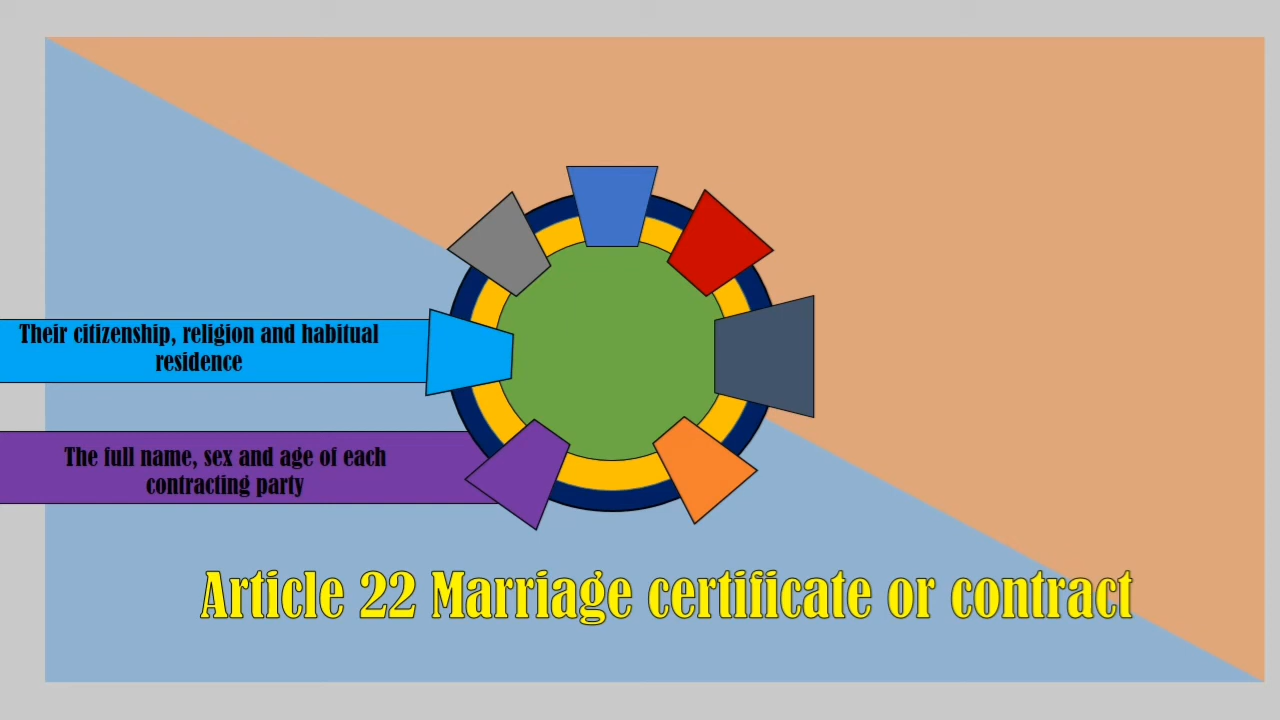 Their citizenship, religion and habitual
residence
The full name, sex and age of each
contracting party
Article 22 Marriage certificate or contract